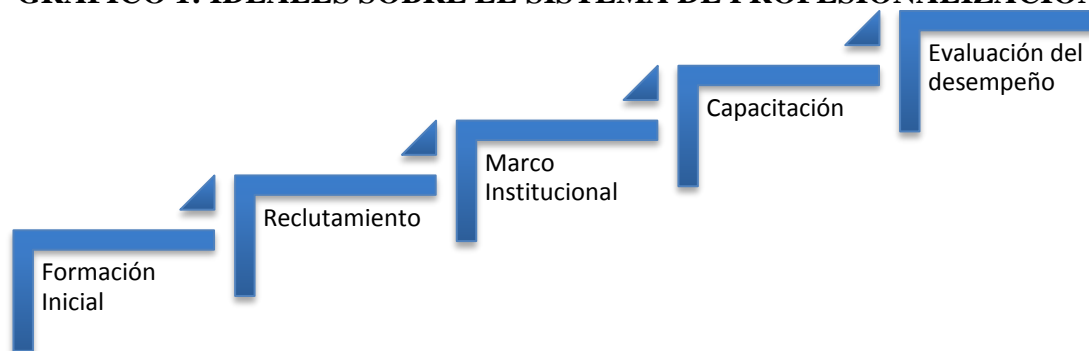 GRÁFICO 1. IDEALES SOBRE EL SISTEMA DE PROFESIONALIZACIÓN
Formación
Inicial
Reclutamiento
Marco
Institucional
Capacitación
Evaluación del
desempeño